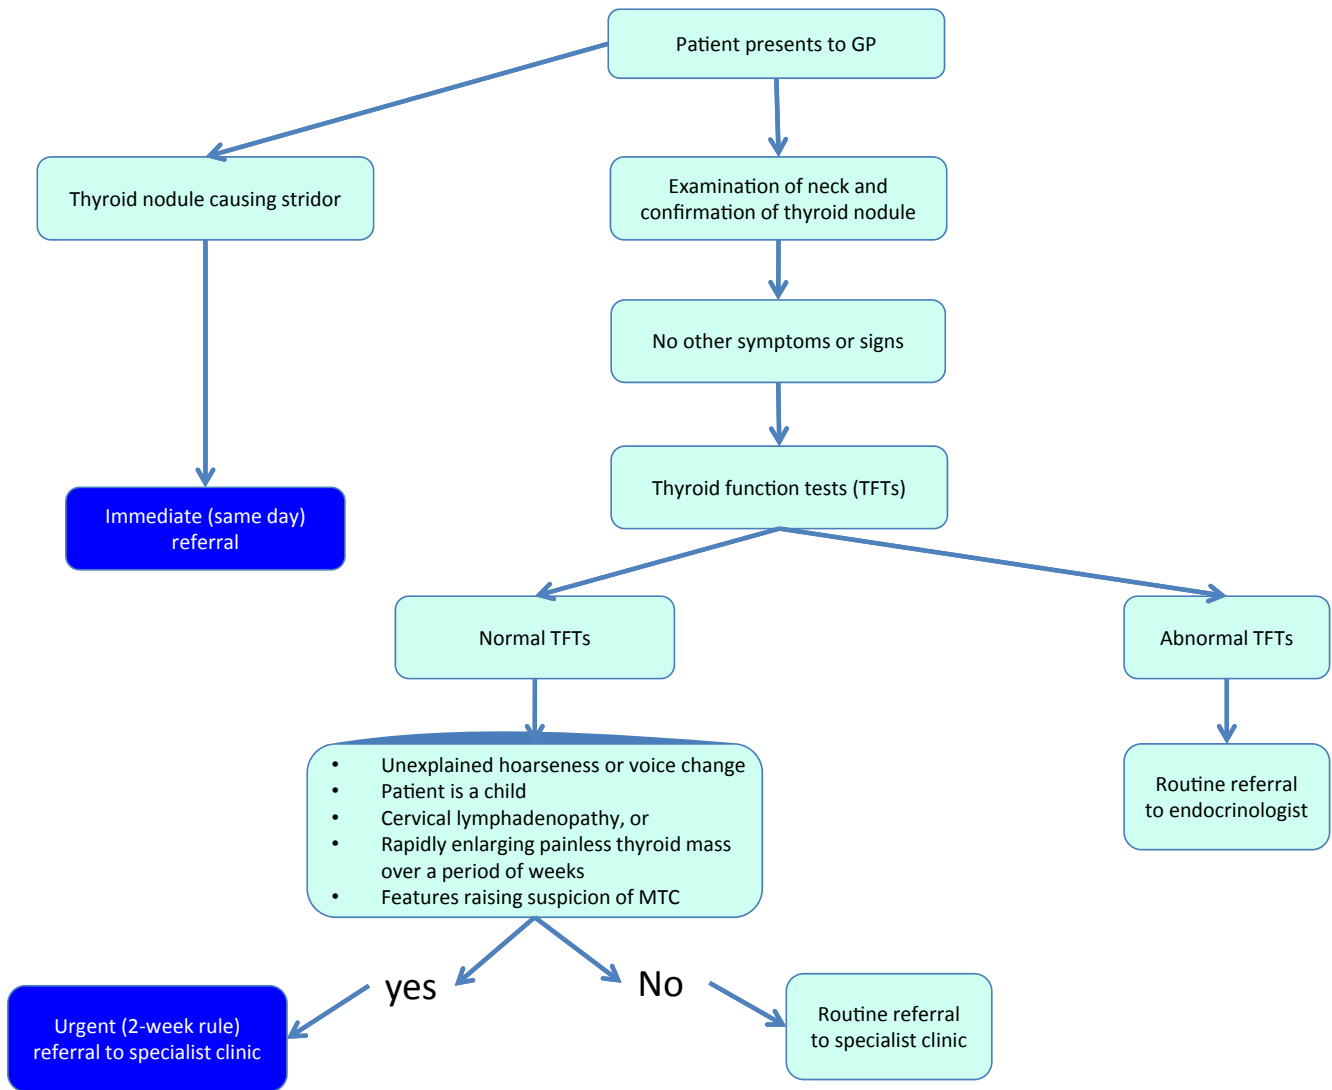 Patient presents to GP
Thyroid nodule causing stridor
Examination of neck and
confirmation of thyroid nodule
No other symptoms or signs
Thyroid function tests (TFTs)
Immediate (same day)
referral
Normal TFTs
Abnormal TFTs
• Unexplained hoarseness or voice change
• Patient is a child
• Cervical lymphadenopathy, or
• Rapidly enlarging painless thyroid mass
over a period of weeks
• Features raising suspicion of MTC
Routine referral
to endocrinologist
yes
No
Urgent (2-week rule)
referral to specialist clinic
Routine referral
to specialist clinic